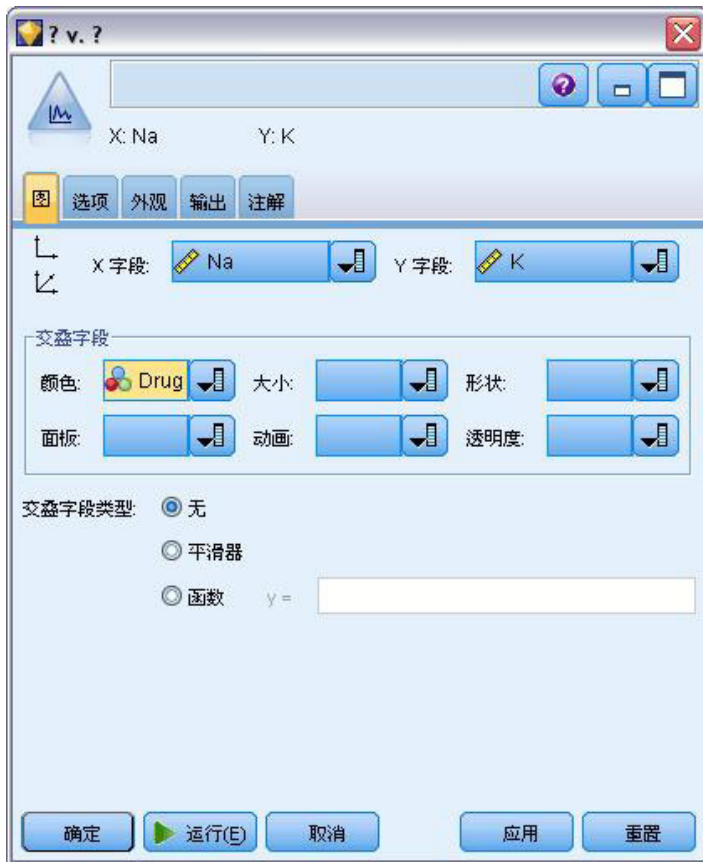 ? v. ?
X: Na Y: K
图 选项 外观 输出 注解
X 字段: Na Y 字段: K
交叠字段
颜色: Drug 大小: 形状:
面板: 动画: 透明度:
交叠字段类型: 无
平滑器
函数 y =
确定 运行(E) 取消 应用 重置